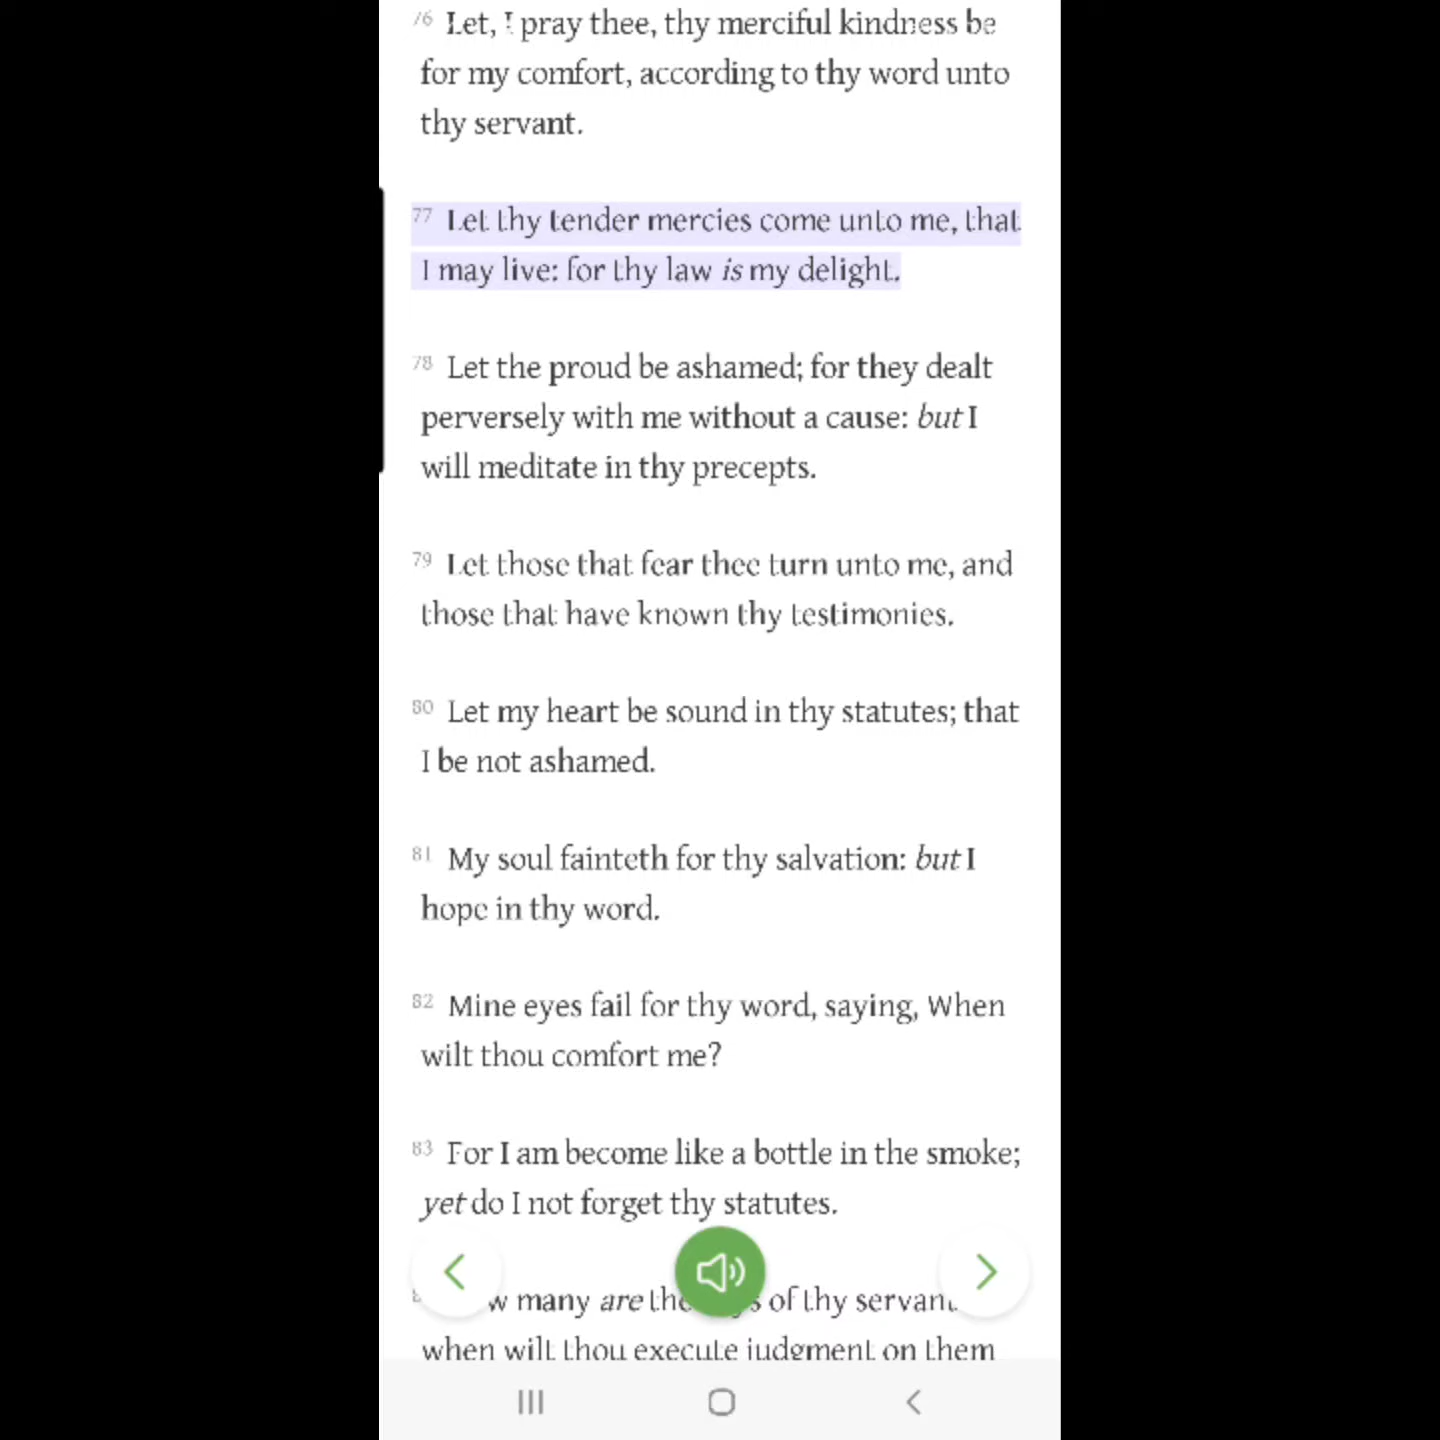 76 Let, I pray thee, thy merciful kindness be
for my comfort, according to thy word unto
thy servant.
77 Let thy tender mercies come unto me, that
I may live: for thy law is my delight.
78 Let the proud be ashamed; for they dealt
perversely with me without a cause: but I
will meditate in thy precepts.
79 Let those that fear thee turn unto me, and
those that have known thy testimonies.
80 Let my heart be sound in thy statutes; that
I be not ashamed.
81 My soul fainteth for thy salvation: but I
hope in thy word.
82 Mine eyes fail for thy word, saying, When
wilt thou comfort me?
83 For I am become like a bottle in the smoke;
yet do I not forget thy statutes.
many are the of thy servant
when wilt thou execute judgment on them